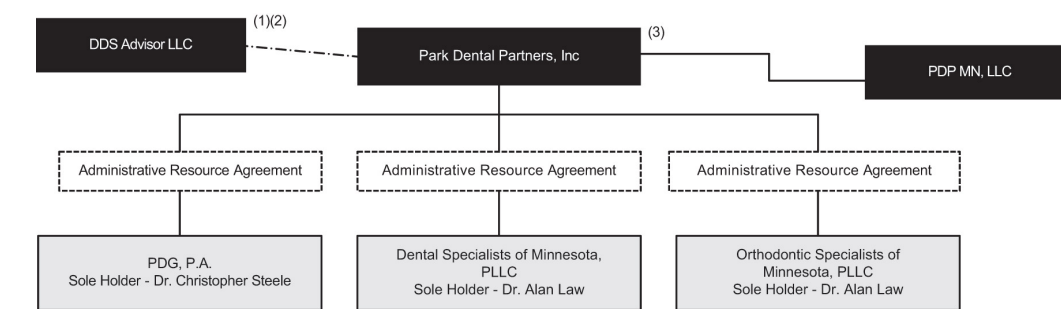 DDS Advisor LLC
(1)(2)
Park Dental Partners, Inc
(3)
PDP MN, LLC
Administrative Resource Agreement
Administrative Resource Agreement
Administrative Resource Agreement
PDG, P.A.
Sole Holder - Dr. Christopher Steele
Dental Specialists of Minnesota,
PLLC
Sole Holder - Dr. Alan Law
Orthodontic Specialists of
Minnesota, PLLC
Sole Holder - Dr. Alan Law